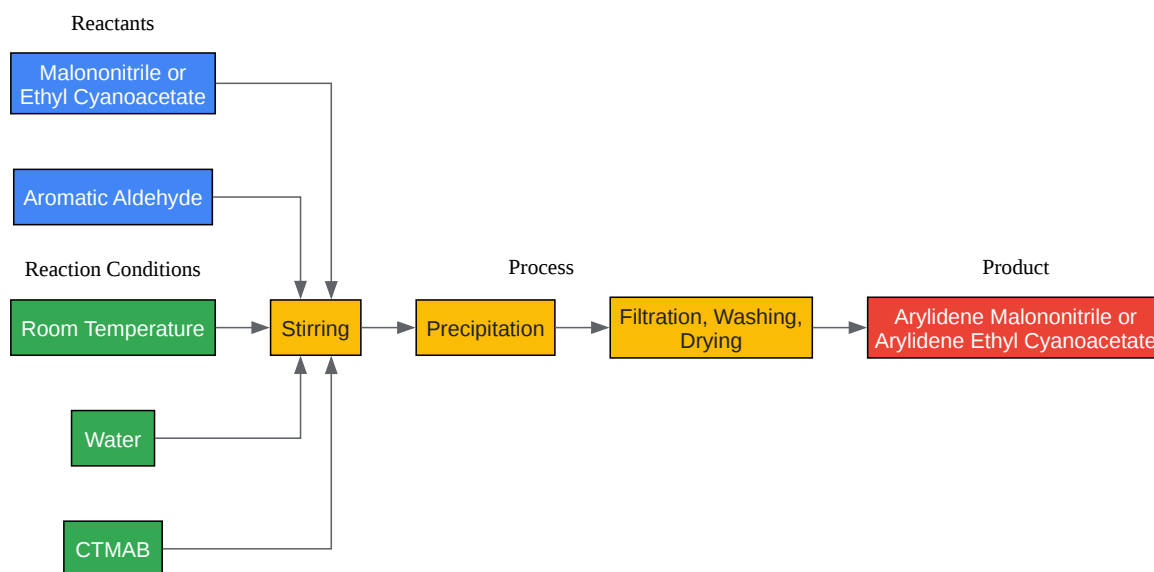 Reactants
Malononitrile or
Ethyl Cyanoacetate
Aromatic Aldehyde
Reaction Conditions
Process
Product
Room Temperature
Stirring
Precipitation
Filtration, Washing,
Drying
Arylidene Malononitrile or
Arylidene Ethyl Cyanoacetate
Water
CTMAB